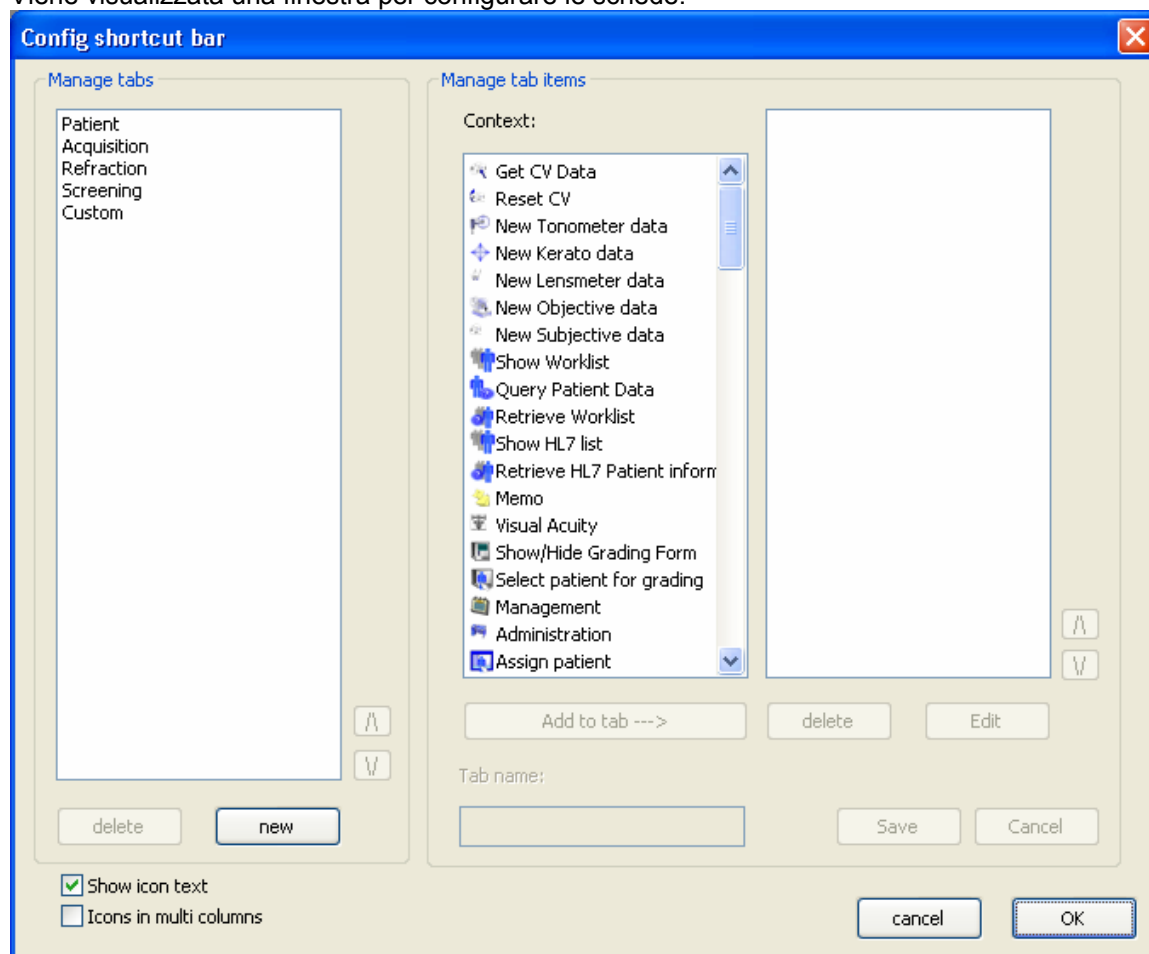 Viene visualizzata una finestra per configurare le schede.
Config shortcut bar
Manage tabs
Patient
Acquisition
Refraction
Screening
Custom
/\
\/
delete
new
Manage tab items
Context:
Get CV Data
Reset CV
New Tonometer data
New Kerato data
New Lensmeter data
New Objective data
New Subjective data
Show Worklist
Query Patient Data
Retrieve Worklist
Show HL7 list
Retrieve HL7 Patient inform
Memo
Visual Acuity
Show/Hide Grading Form
Select patient for grading
Management
Administration
Assign patient
/\
\/
Add to tab --->
delete
Edit
Tab name:
Save
Cancel
Show icon text
Icons in multi columns
cancel
OK